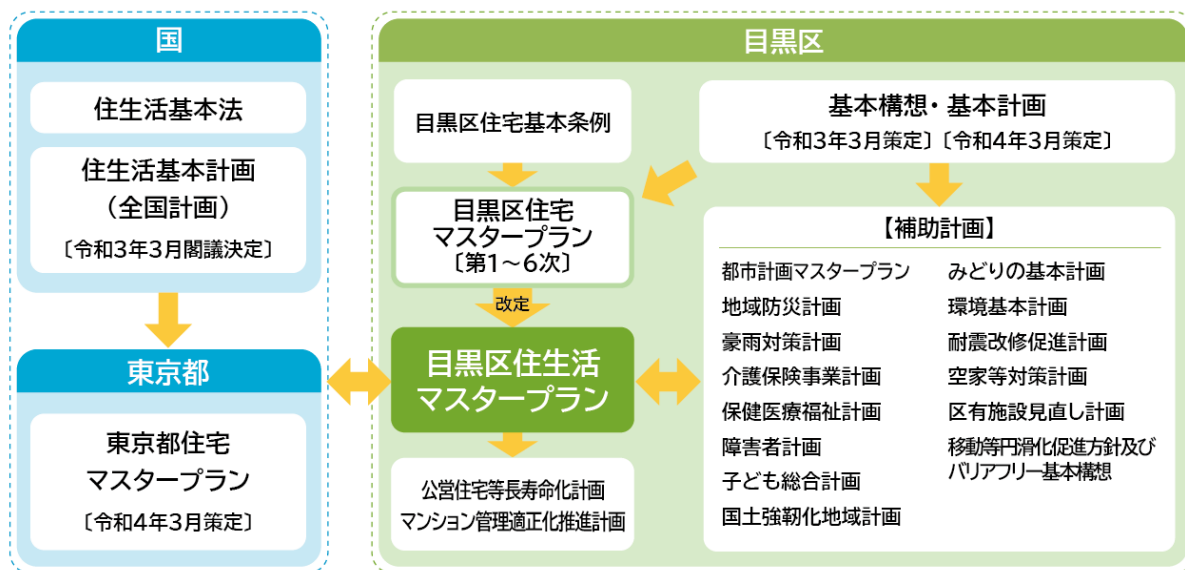 国
住生活基本法
住生活基本計画
（全国計画）
〔令和3年3月閣議決定〕
東京都
東京都住宅
マスタープラン
〔令和4年3月策定〕
目黒区
目黒区住宅基本条例
基本構想・基本計画
〔令和3年3月策定〕〔令和4年3月策定〕
目黒区住宅
マスタープラン
〔第1～6次〕
改定
目黒区住生活
マスタープラン
公営住宅等長寿命化計画
マンション管理適正化推進計画
【補助計画】
都市計画マスタープラン
地域防災計画
豪雨対策計画
介護保険事業計画
保健医療福祉計画
障害者計画
子ども総合計画
国土強靭化地域計画
みどりの基本計画
環境基本計画
耐震改修促進計画
空家等対策計画
区有施設見直し計画
移動等円滑化促進方針及び
バリアフリー基本構想